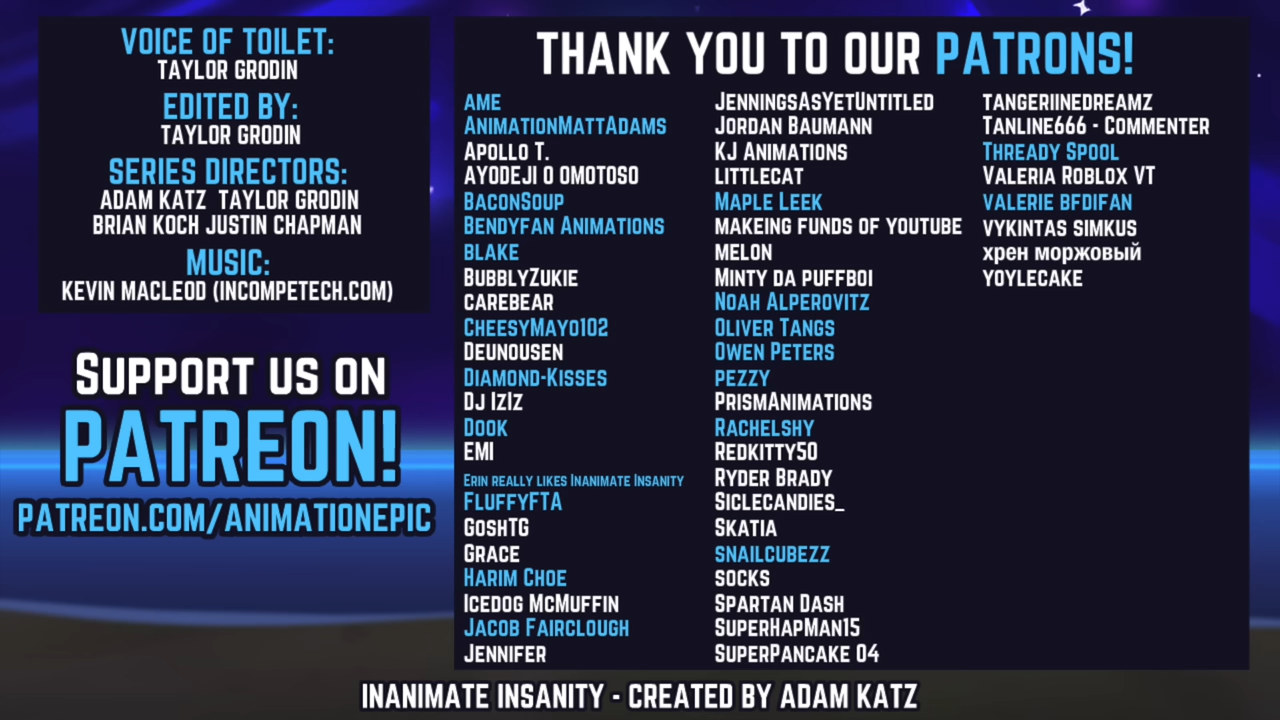 VOICE OF TOILET:
TAYLOR GRODIN
EDITED BY:
TAYLOR GRODIN
SERIES DIRECTORS:
ADAM KATZ TAYLOR GRODIN
BRIAN KOCH JUSTIN CHAPMAN
MUSIC:
KEVIN MACLEOD (INCOMPETECH.COM)
SUPPORT US ON
PATREON!
PATREON.COM/ANIMATIONEPIC
THANK YOU TO OUR PATRONS!
AME
ANIMATIONMATTADAMS
APOLLO T.
AYODEJI O OMOTOSO
BACONSOUP
BENDYFAN ANIMATIONS
BLAKE
BUBBLYZUKIE
CAREBEAR
CHEESYMAYO102
DEUNOUSEN
DIAMOND-KISSES
DJ IZIZ
DOOK
EMI
ERIN REALLY LIKES INANIMATE INSANITY
FLUFFYFTA
GOSHTG
GRACE
HARIM CHOE
ICEDOG MCMUFFIN
JACOB FAIRCLOUGH
JENNIFER
JENNINGSASYETUNTITLED
JORDAN BAUMANN
KJ ANIMATIONS
LITTLECAT
MAPLE LEEK
MAKEING FUNDS OF YOUTUBE
MELON
MINTY DA PUFFBOI
NOAH ALPEROVITZ
OLIVER TANGS
OWEN PETERS
PEZZY
PRISMANIMATIONS
RACHELSHY
REDKITTY50
RYDER BRADY
SICLECANDIES_
SKATIA
SNAILCUBEZZ
SOCKS
SPARTAN DASH
SUPERHAPMAN15
SUPERPANCAKE 04
TANGERIINEDREAMZ
TANLINE666 - COMMENTER
THREADY SPOOL
VALERIA ROBLOX VT
VALERIE BFDIFAN
VYKINTAS SIMKUS
хрен моржовый
YOYLECAKE
INANIMATE INSANITY - CREATED BY ADAM KATZ